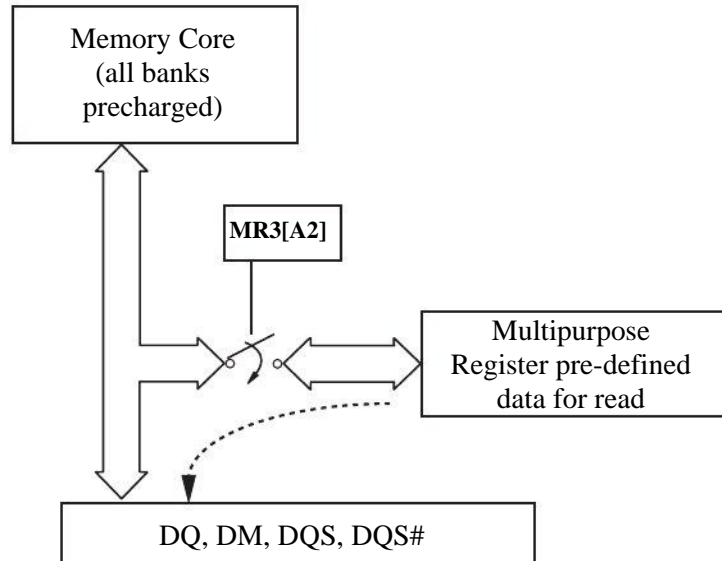 Memory Core
(all banks
precharged)
MR3[A2]
Multipurpose
Register pre-defined
data for read
DQ, DM, DQS, DQS#